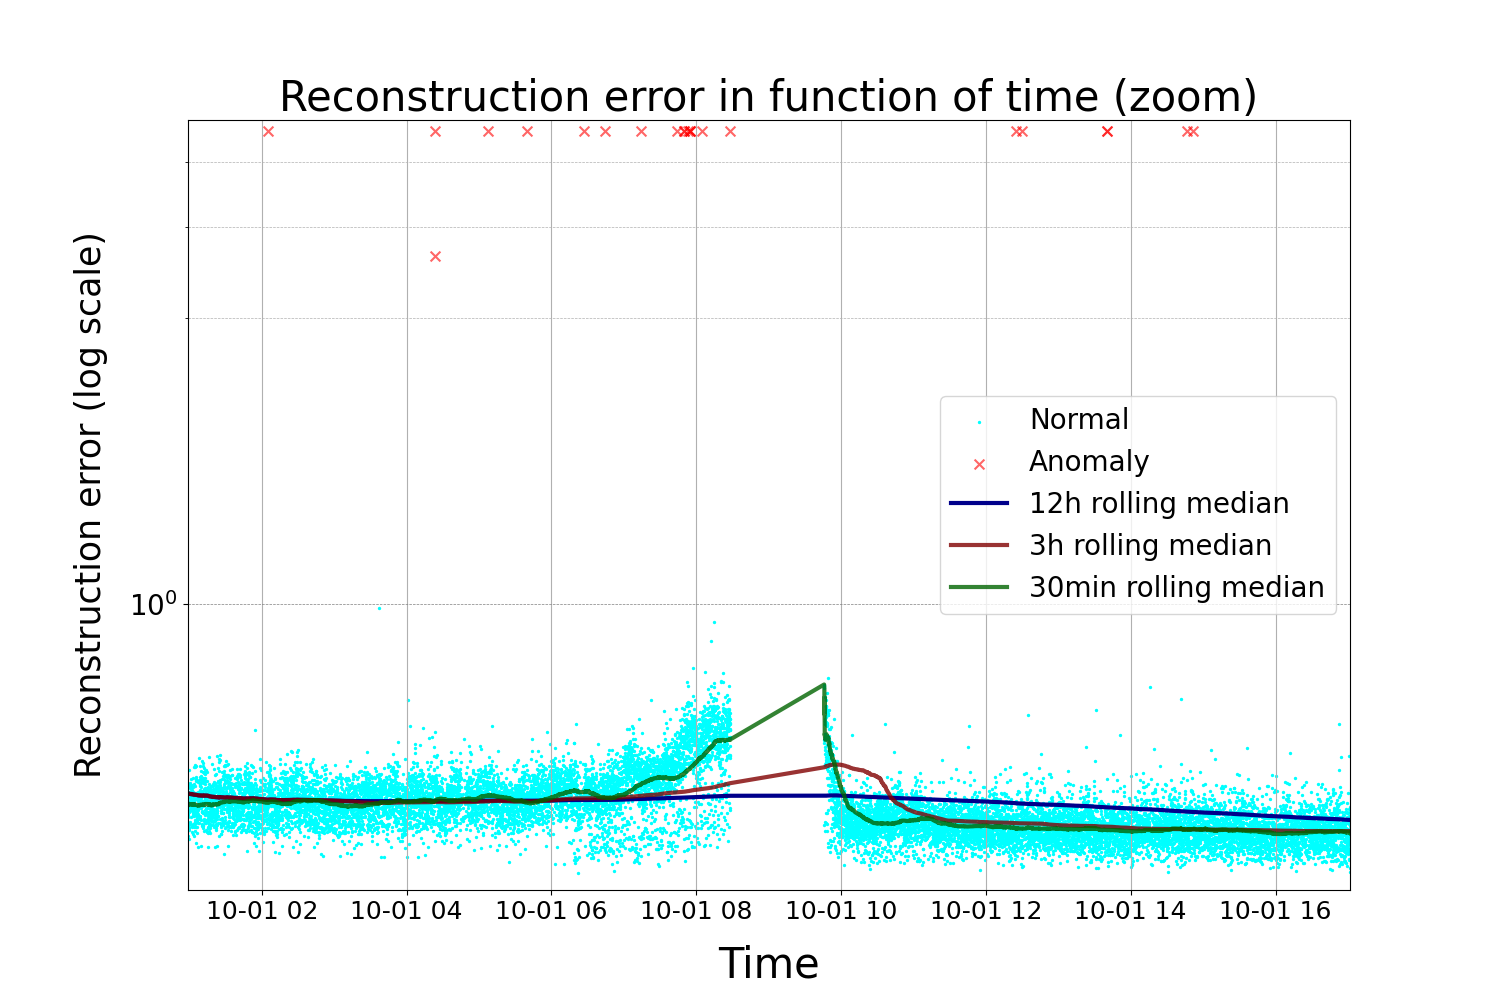 Reconstruction error in function of time (zoom)
Reconstruction error (log scale)
10⁰
Normal
Anomaly
12h rolling median
3h rolling median
30min rolling median
10-01 02 10-01 04 10-01 06 10-01 08 10-01 10 10-01 12 10-01 14 10-01 16
Time